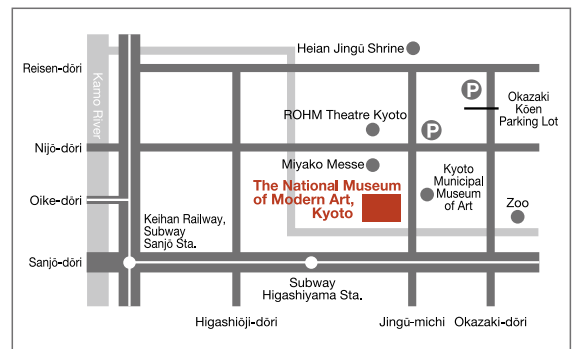 Heian Jingū Shrine
Reisen-dōri
Kamo River
P
Okazaki
Kōen
Parking Lot
ROHM Theatre Kyoto
P
Nijō-dōri
Miyako Messe
Kyoto
Municipal
Museum
of Art
The National Museum
of Modern Art,
Kyoto
Oike-dōri
Zoo
Keihan Railway,
Subway
Sanjō Sta.
Sanjō-dōri
Subway
Higashiyama Sta.
Higashiōji-dōri
Jingū-michi
Okazaki-dōri